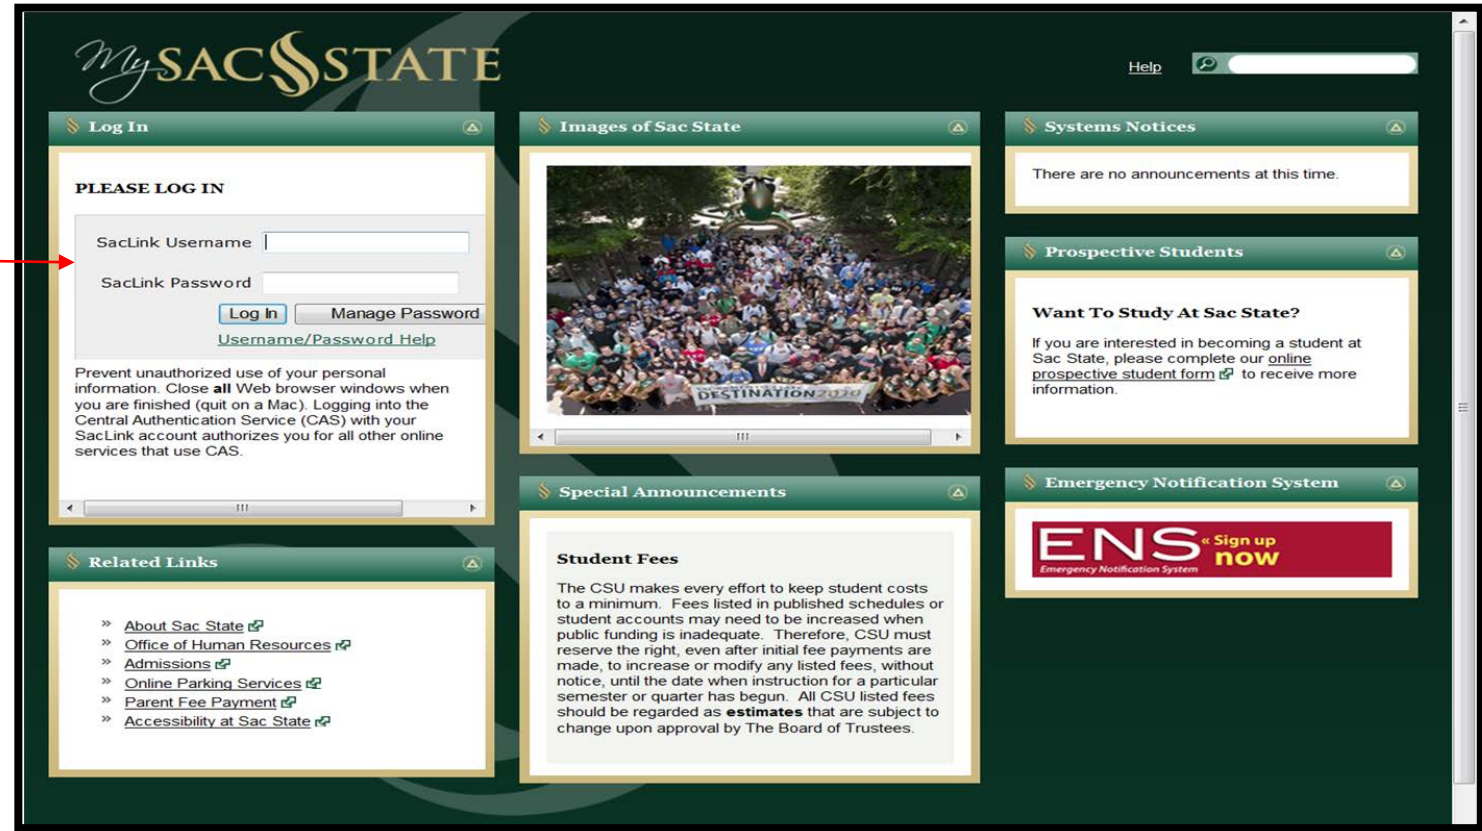 My SAC STATE
Help
Log In
PLEASE LOG IN
SacLink Username
SacLink Password
Log In
Manage Password
Username/Password Help
Prevent unauthorized use of your personal
information. Close all Web browser windows when
you are finished (quit on a Mac). Logging into the
Central Authentication Service (CAS) with your
SacLink account authorizes you for all other online
services that use CAS.
Related Links
» About Sac State
» Office of Human Resources
» Admissions
» Online Parking Services
» Parent Fee Payment
» Accessibility at Sac State
Images of Sac State
DESTINATION 2010
Special Announcements
Student Fees
The CSU makes every effort to keep student costs
to a minimum. Fees listed in published schedules or
student accounts may need to be increased when
public funding is inadequate. Therefore, CSU must
reserve the right, even after initial fee payments are
made, to increase or modify any listed fees, without
notice, until the date when instruction for a particular
semester or quarter has begun. All CSU listed fees
should be regarded as estimates that are subject to
change upon approval by The Board of Trustees.
Systems Notices
There are no announcements at this time.
Prospective Students
Want To Study At Sac State?
If you are interested in becoming a student at
Sac State, please complete our online
prospective student form to receive more
information.
Emergency Notification System
ENS « Sign up
now
Emergency Notification System